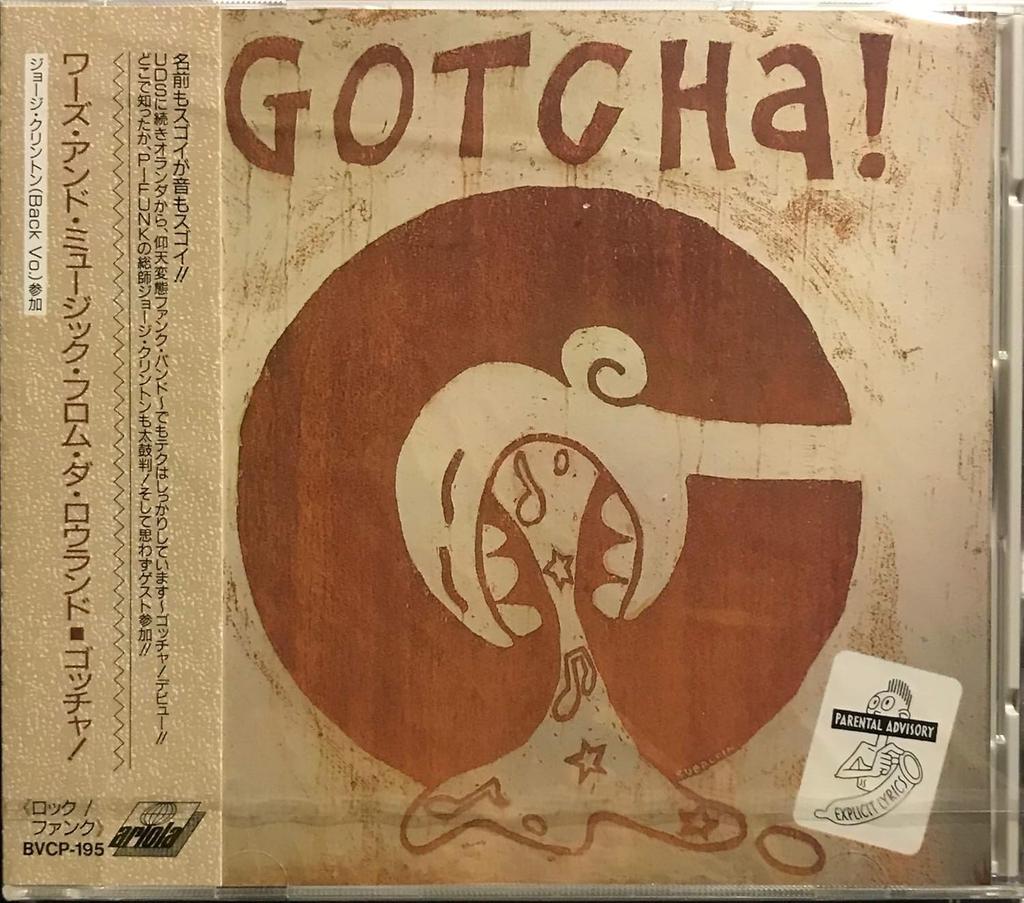 GOTCHa!
名前もスゴイが音もスゴイ!!
UDSに続きオランダから、仰天変態ファンク・バンド〜でもテクはしっかりしています〜ゴッチャ!デビュー!!
どこで知ったか、P-FUNKの総師ジョージ・クリントンも太鼓判!そして思わずゲスト参加!!
ワーズ・アンド・ミュージック・フロム・ダ・ロウランド■ゴッチャ!
ジョージ・クリントン(Back Vo.)参加
《ロック/
ファンク》
BVCP-195
ariola
PARENTAL ADVISORY
EXPLICIT LYRICS